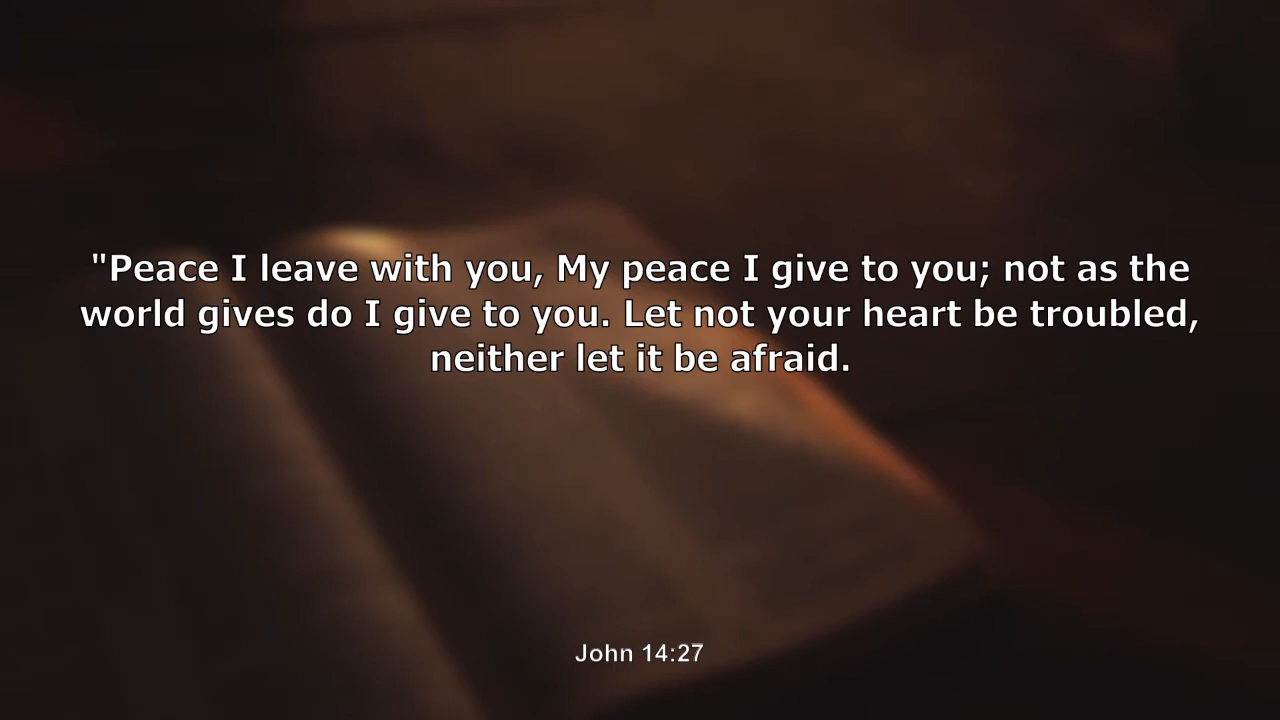 "Peace I leave with you, My peace I give to you; not as the
world gives do I give to you. Let not your heart be troubled,
neither let it be afraid.
John 14:27